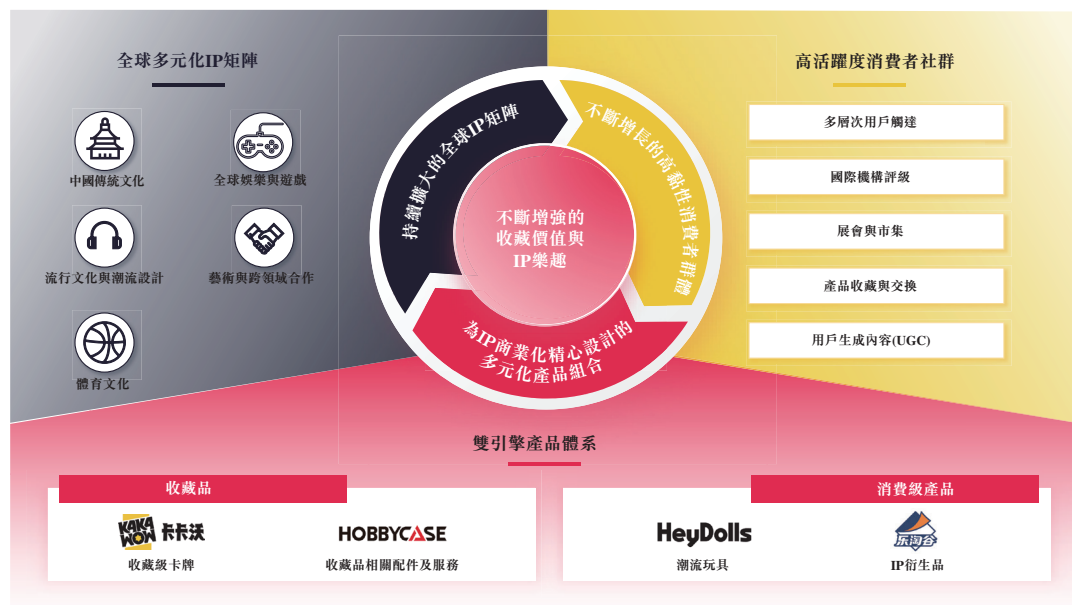 全球多元化IP矩陣
中國傳統文化
全球娛樂與遊戲
流行文化與潮流設計
藝術與跨領域合作
體育文化
持續擴大的全球IP矩陣
不斷增長的高黏性消費者群體
不斷增強的
收藏價值與
IP樂趣
為IP商業化精心設計的
多元化產品組合
高活躍度消費者社群
多層次用戶觸達
國際機構評級
展會與市集
產品收藏與交換
用戶生成內容(UGC)
雙引擎產品體系
收藏品
KAKAWOW 卡卡沃
收藏級卡牌
HOBBYCASE
收藏品相關配件及服務
消費級產品
HeyDolls
潮流玩具
乐淘谷
IP衍生品